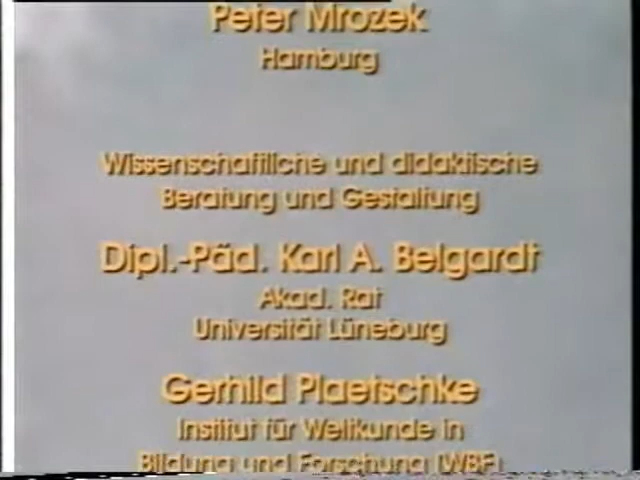 Peter Mrozek
Hamburg
Wissenschaftliche und didaktische
Beratung und Gestaltung
Dipl.-Päd. Karl A. Belgardt
Akad. Rat
Universität Lüneburg
Gerhild Plaetschke
Institut für Weltkunde in
Bildung und Forschung (WBF)